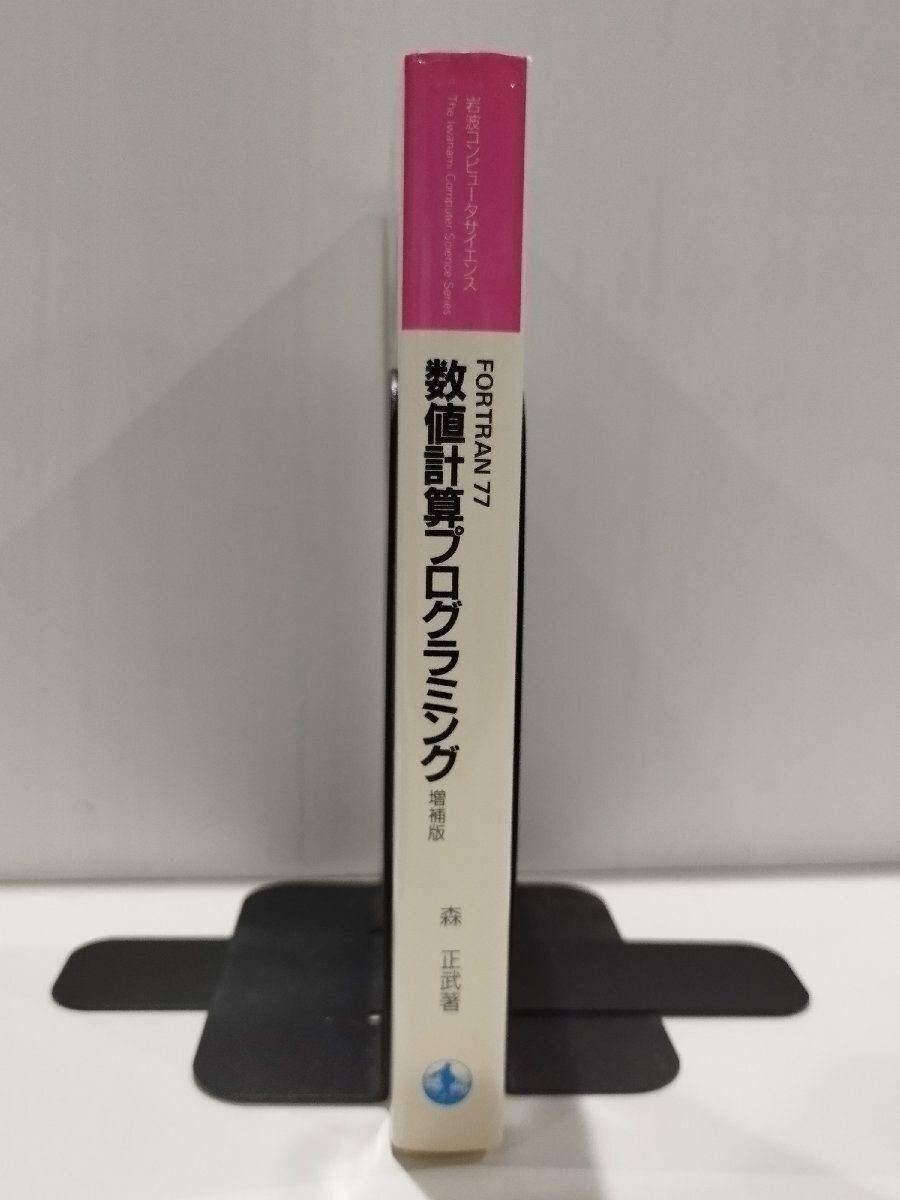 岩波コンピュータサイエンス
The Iwanami Computer Science Series
FORTRAN 77
数値計算プログラミング
増補版
森 正武著